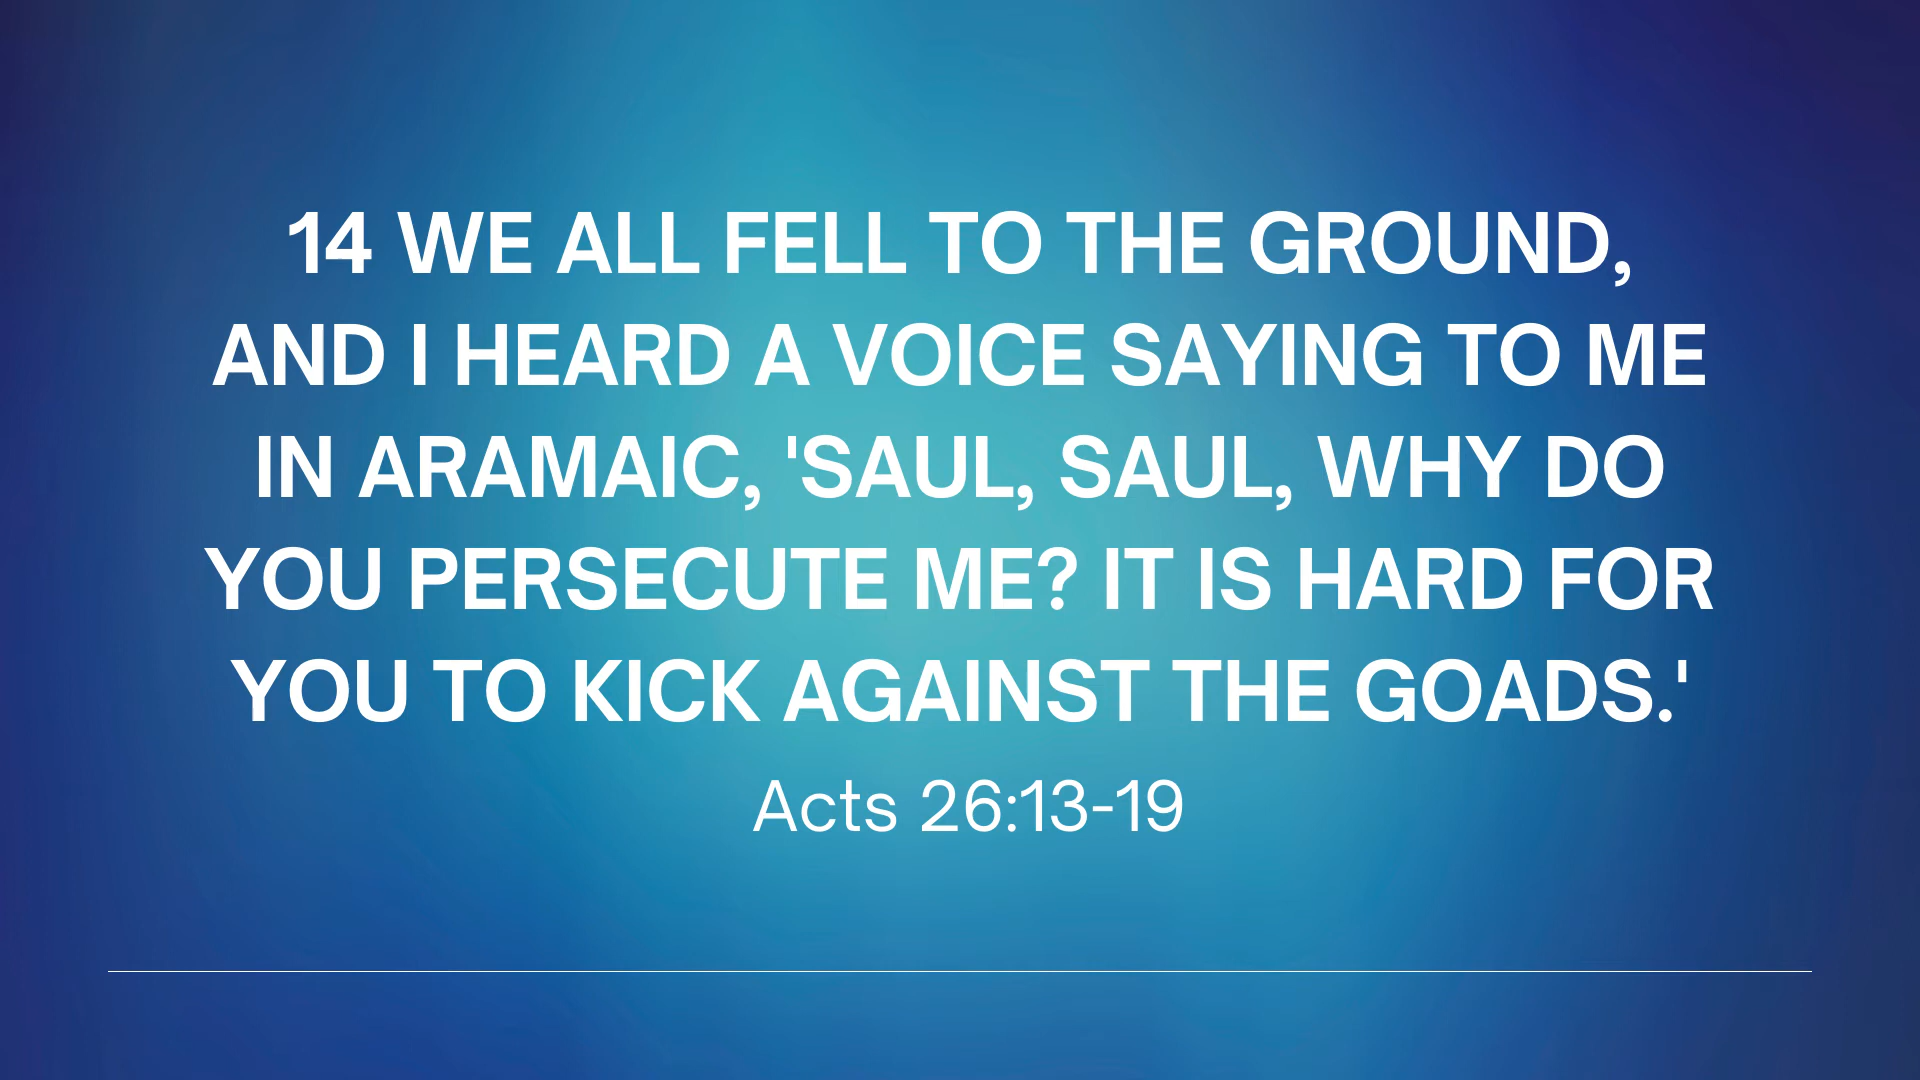 14 WE ALL FELL TO THE GROUND,
AND I HEARD A VOICE SAYING TO ME
IN ARAMAIC, 'SAUL, SAUL, WHY DO
YOU PERSECUTE ME? IT IS HARD FOR
YOU TO KICK AGAINST THE GOADS.'
Acts 26:13-19